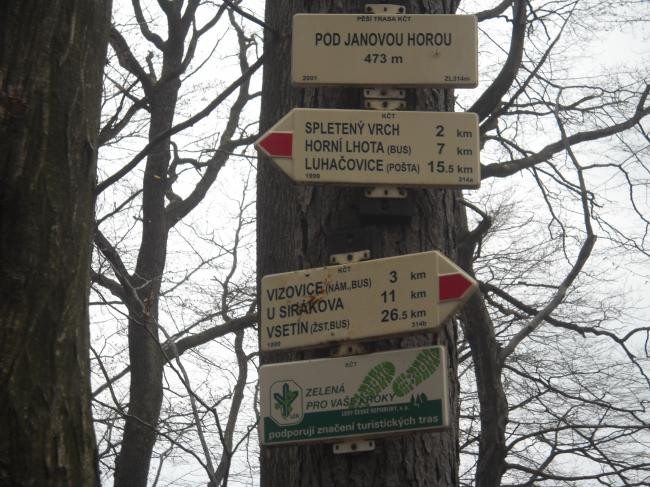 PĚŠÍ TRASA KČT
POD JANOVOU HOROU
473 m
2001 ZL314m
KČT
SPLETENÝ VRCH 2 km
HORNÍ LHOTA (BUS) 7 km
LUHAČOVICE (POŠTA) 15.5 km
1999 314a
KČT
VIZOVICE (NÁM.,BUS) 3 km
U SIRÁKOVA 11 km
VSETÍN (ŽST,BUS) 26.5 km
1999 314b
KČT
ZELENÁ
PRO VAŠE KROKY
LESY ČESKÉ REPUBLIKY, s. p.
podporují značení turistických tras